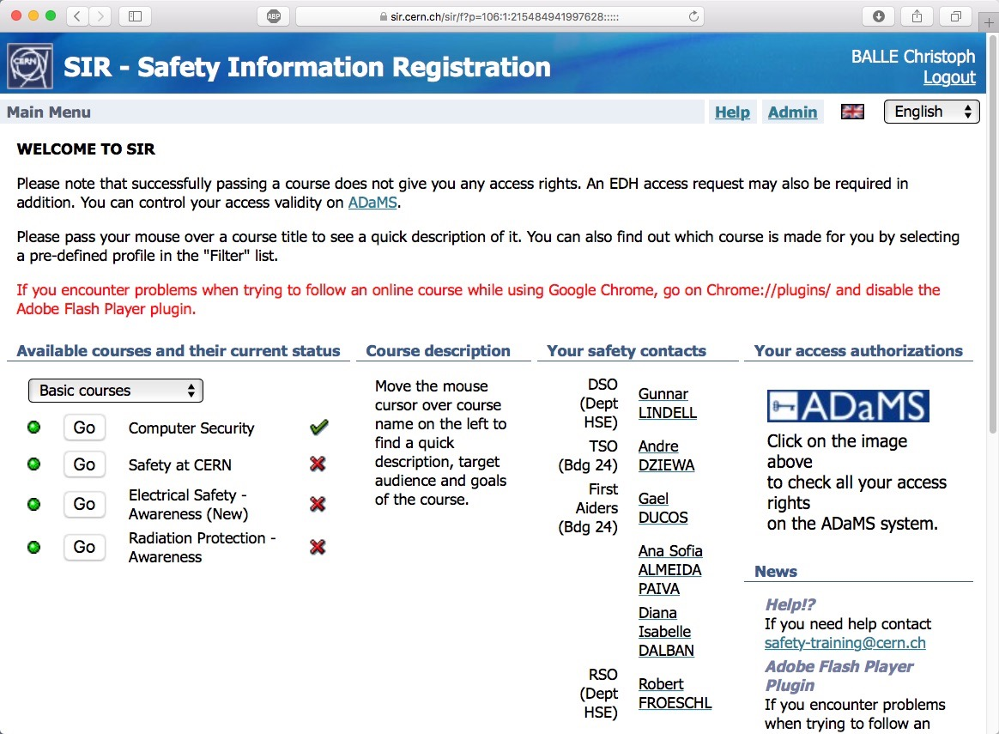 ABP
sir.cern.ch/sir/f?p=106:1:215484941997628:::::
CERN
SIR - Safety Information Registration
BALLE Christoph
Logout
Main Menu
Help
Admin
English
WELCOME TO SIR
Please note that successfully passing a course does not give you any access rights. An EDH access request may also be required in
addition. You can control your access validity on ADaMS.
Please pass your mouse over a course title to see a quick description of it. You can also find out which course is made for you by selecting
a pre-defined profile in the "Filter" list.
If you encounter problems when trying to follow an online course while using Google Chrome, go on Chrome://plugins/ and disable the
Adobe Flash Player plugin.
Available courses and their current status
Basic courses
Go
Computer Security
Go
Safety at CERN
Go
Electrical Safety -
Awareness (New)
Go
Radiation Protection -
Awareness
Course description
Move the mouse
cursor over course
name on the left to
find a quick
description, target
audience and goals
of the course.
Your safety contacts
DSO
(Dept
HSE)
Gunnar
LINDELL
TSO
(Bdg 24)
Andre
DZIEWA
First
Aiders
(Bdg 24)
Gael
DUCOS
Ana Sofia
ALMEIDA
PAIVA
Diana
Isabelle
DALBAN
RSO
(Dept
HSE)
Robert
FROESCHL
Your access authorizations
ADaMS
Click on the image
above
to check all your access
rights
on the ADaMS system.
News
Help!?
If you need help contact
safety-training@cern.ch
Adobe Flash Player
Plugin
If you encounter problems
when trying to follow an